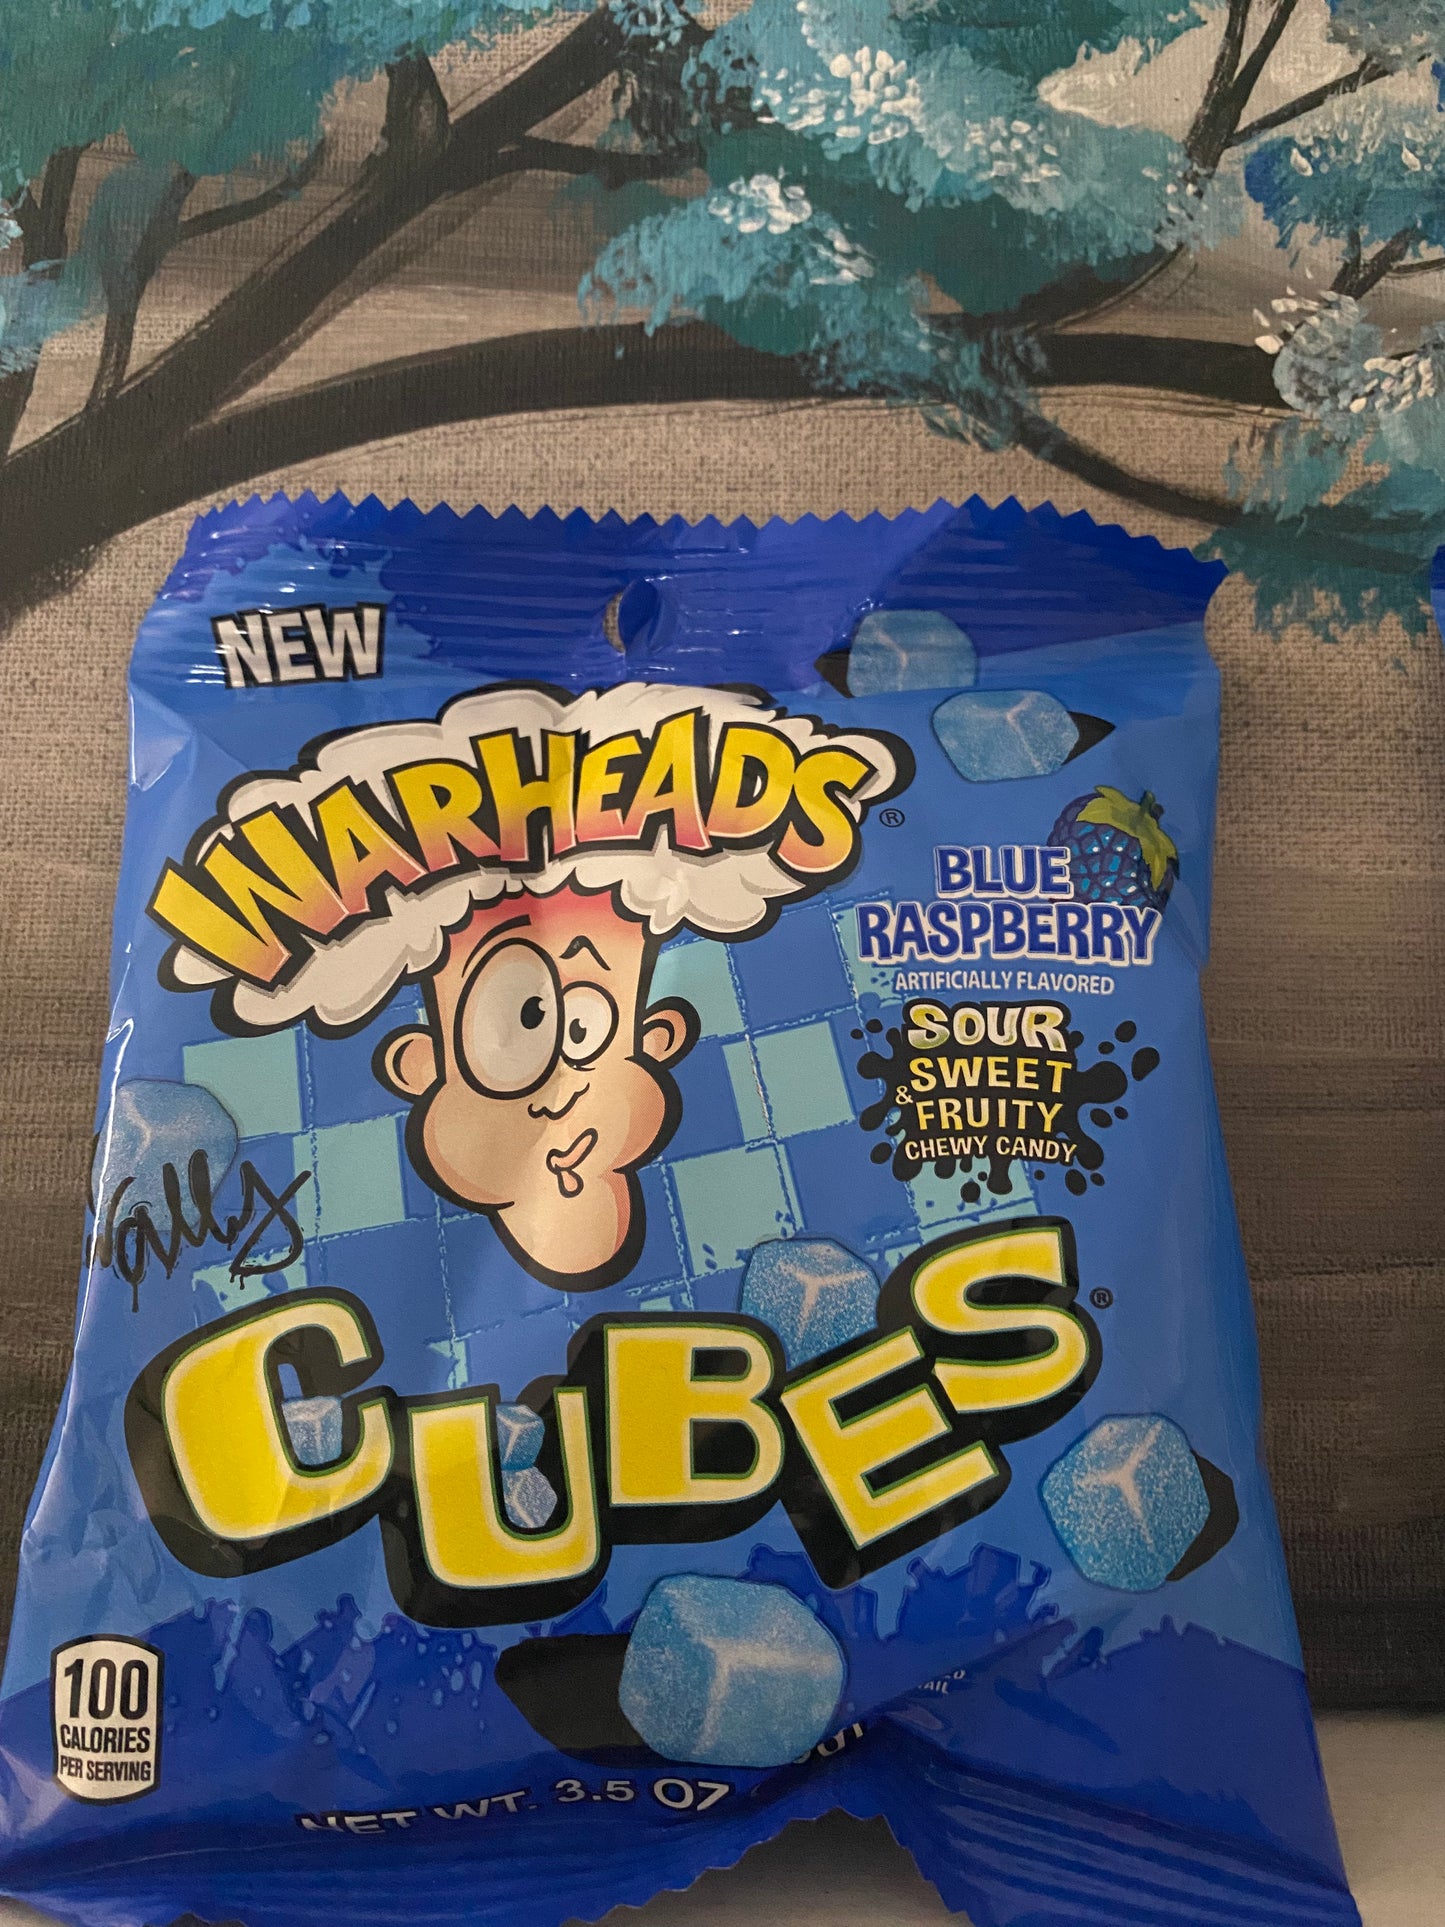 NEW
WARHEADS®
BLUE
RASPBERRY
ARTIFICIALLY FLAVORED
SOUR
SWEET
& FRUITY
CHEWY CANDY
Wally
CUBES®
100
CALORIES
PER SERVING
NET WT. 3.5 OZ